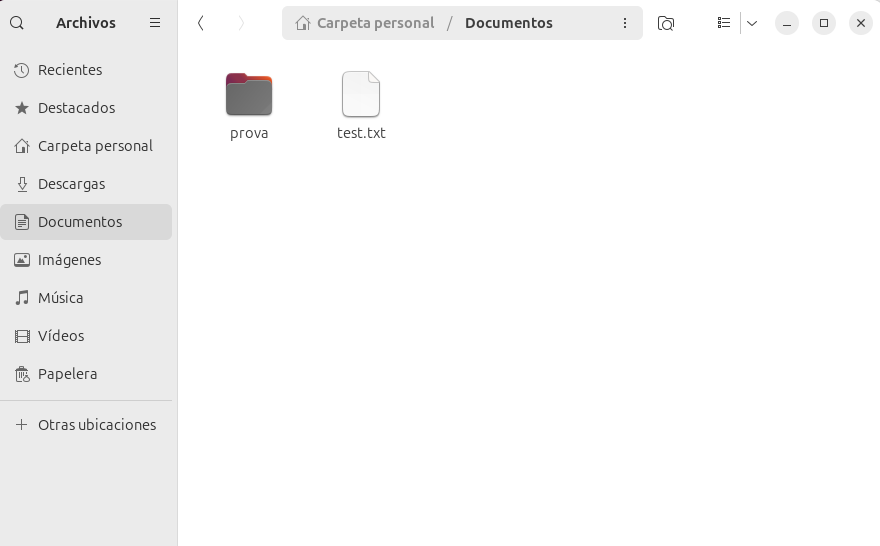 Archivos
Carpeta personal / Documentos
Recientes
Destacados
Carpeta personal
Descargas
Documentos
Imágenes
Música
Vídeos
Papelera
Otras ubicaciones
prova
test.txt